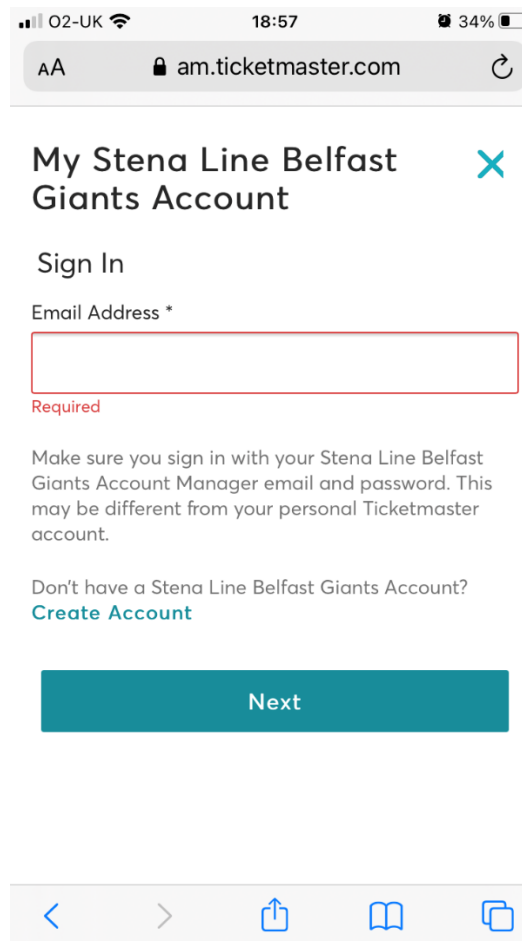 O2-UK 18:57 34%
AA am.ticketmaster.com
My Stena Line Belfast
Giants Account
Sign In
Email Address *
Required
Make sure you sign in with your Stena Line Belfast
Giants Account Manager email and password. This
may be different from your personal Ticketmaster
account.
Don't have a Stena Line Belfast Giants Account?
Create Account
Next